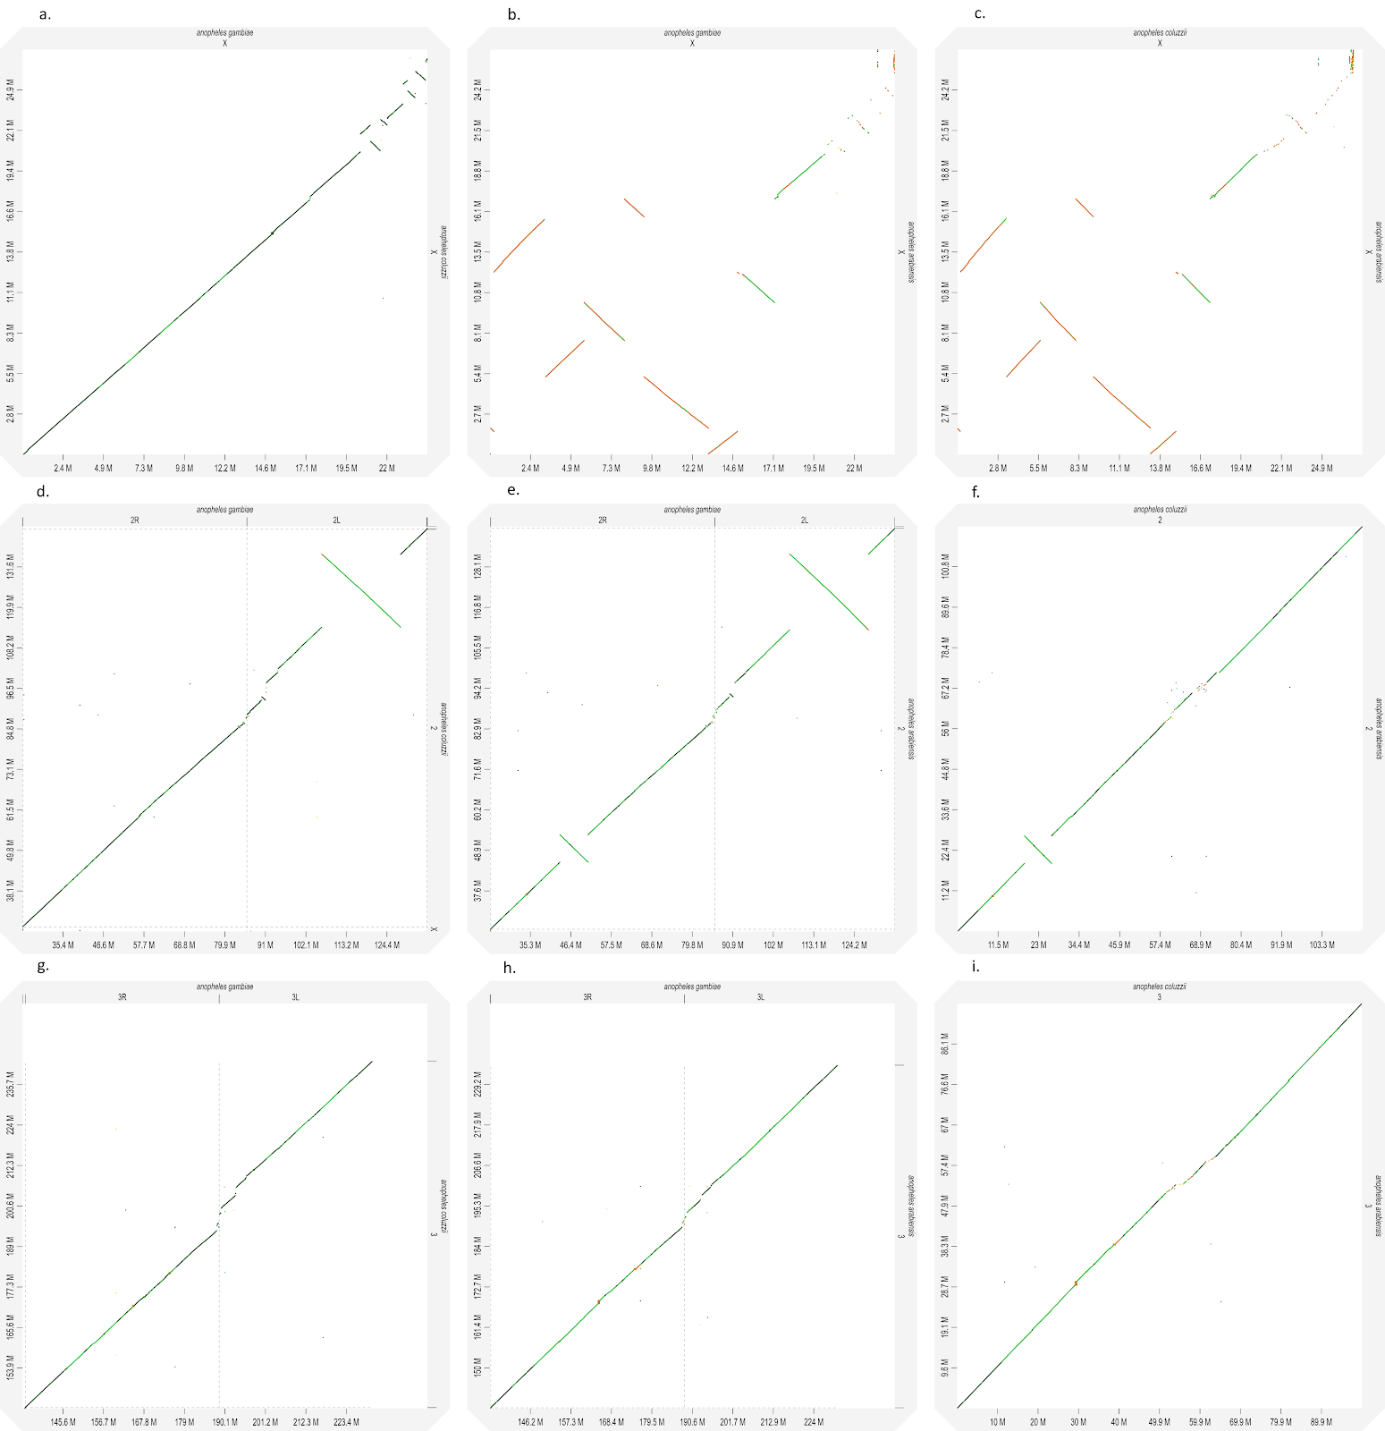 a.
anopheles gambiae
X
24.9 M
22.1 M
19.4 M
16.6 M
13.8 M
11.1 M
8.3 M
5.5 M
2.8 M
anopheles coluzzii
X
2.4 M 4.9 M 7.3 M 9.8 M 12.2 M 14.6 M 17.1 M 19.5 M 22 M
b.
anopheles gambiae
X
24.2 M
21.5 M
18.8 M
16.1 M
13.5 M
10.8 M
8.1 M
5.4 M
2.7 M
anopheles arabiensis
X
2.4 M 4.9 M 7.3 M 9.8 M 12.2 M 14.6 M 17.1 M 19.5 M 22 M
c.
anopheles coluzzii
X
24.2 M
21.5 M
18.8 M
16.1 M
13.5 M
10.8 M
8.1 M
5.4 M
2.7 M
anopheles arabiensis
X
2.8 M 5.5 M 8.3 M 11.1 M 13.8 M 16.6 M 19.4 M 22.1 M 24.9 M
d.
anopheles gambiae
2R 2L
131.6 M
119.9 M
108.2 M
96.5 M
84.8 M
73.1 M
61.5 M
49.8 M
38.1 M
anopheles coluzzii
2
X
35.4 M 46.6 M 57.7 M 68.8 M 79.9 M 91 M 102.1 M 113.2 M 124.4 M
e.
anopheles gambiae
2R 2L
128.1 M
116.8 M
105.5 M
94.2 M
82.9 M
71.6 M
60.2 M
48.9 M
37.6 M
anopheles arabiensis
2
35.3 M 46.4 M 57.5 M 68.6 M 79.8 M 90.9 M 102 M 113.1 M 124.2 M
f.
anopheles coluzzii
2
100.8 M
89.6 M
78.4 M
67.2 M
56 M
44.8 M
33.6 M
22.4 M
11.2 M
anopheles arabiensis
2
11.5 M 23 M 34.4 M 45.9 M 57.4 M 68.9 M 80.4 M 91.9 M 103.3 M
g.
anopheles gambiae
3R 3L
235.7 M
224 M
212.3 M
200.6 M
189 M
177.3 M
165.6 M
153.9 M
anopheles coluzzii
3
145.6 M 156.7 M 167.8 M 179 M 190.1 M 201.2 M 212.3 M 223.4 M
h.
anopheles gambiae
3R 3L
229.2 M
217.9 M
206.6 M
195.3 M
184 M
172.7 M
161.4 M
150 M
anopheles arabiensis
3
146.2 M 157.3 M 168.4 M 179.5 M 190.6 M 201.7 M 212.9 M 224 M
i.
anopheles coluzzii
3
86.1 M
76.6 M
67 M
57.4 M
47.9 M
38.3 M
28.7 M
19.1 M
9.6 M
anopheles arabiensis
3
10 M 20 M 30 M 40 M 49.9 M 59.9 M 69.9 M 79.9 M 89.9 M